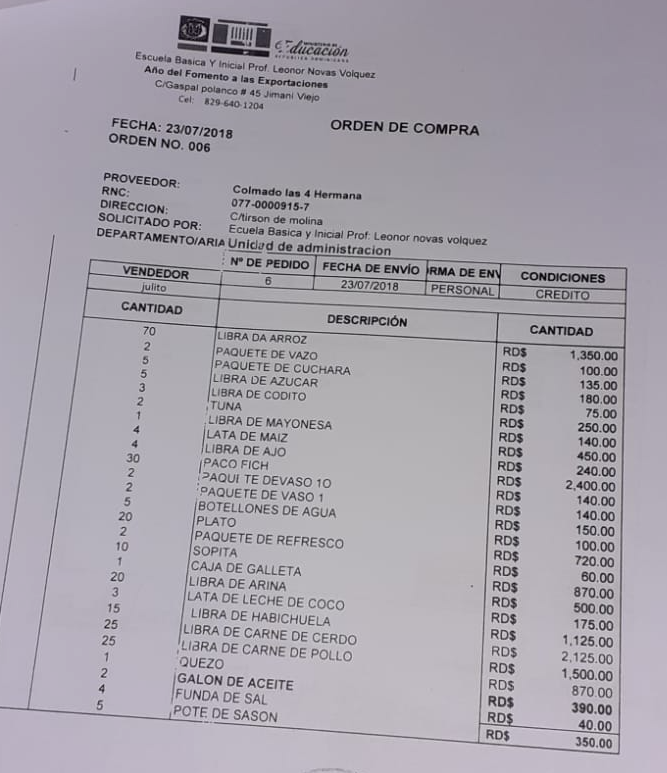 MINISTERIO DE
Educación
REPÚBLICA DOMINICANA
Escuela Basica Y Inicial Prof. Leonor Novas Volquez
Año del Fomento a las Exportaciones
C/Gaspal polanco # 45 Jimaní Viejo
Cel: 829-640-1204
FECHA: 23/07/2018 ORDEN DE COMPRA
ORDEN NO. 006
PROVEEDOR: Colmado las 4 Hermana
RNC: 077-0000915-7
DIRECCION: C/tirson de molina
SOLICITADO POR: Ecuela Basica y Inicial Prof: Leonor novas volquez
DEPARTAMENTO/ARIA Unidad de administracion
VENDEDOR Nº DE PEDIDO FECHA DE ENVÍO RMA DE ENV CONDICIONES
julito 6 23/07/2018 PERSONAL CREDITO
CANTIDAD DESCRIPCIÓN CANTIDAD
70 LIBRA DA ARROZ RD$ 1,350.00
2 PAQUETE DE VAZO RD$ 100.00
5 PAQUETE DE CUCHARA RD$ 135.00
5 LIBRA DE AZUCAR RD$ 180.00
3 LIBRA DE CODITO RD$ 75.00
2 TUNA RD$ 250.00
1 LIBRA DE MAYONESA RD$ 140.00
4 LATA DE MAIZ RD$ 450.00
4 LIBRA DE AJO RD$ 240.00
30 PACO FICH RD$ 2,400.00
2 PAQUI TE DEVASO 1O RD$ 140.00
2 PAQUETE DE VASO 1 RD$ 140.00
5 BOTELLONES DE AGUA RD$ 150.00
20 PLATO RD$ 100.00
2 PAQUETE DE REFRESCO RD$ 720.00
10 SOPITA RD$ 60.00
1 CAJA DE GALLETA RD$ 870.00
20 LIBRA DE ARINA RD$ 500.00
3 LATA DE LECHE DE COCO RD$ 175.00
15 LIBRA DE HABICHUELA RD$ 1,125.00
25 LIBRA DE CARNE DE CERDO RD$ 2,125.00
25 LIBRA DE CARNE DE POLLO RD$ 1,500.00
1 QUEZO RD$ 870.00
2 GALON DE ACEITE RD$ 390.00
4 FUNDA DE SAL RD$ 40.00
5 POTE DE SASON RD$ 350.00